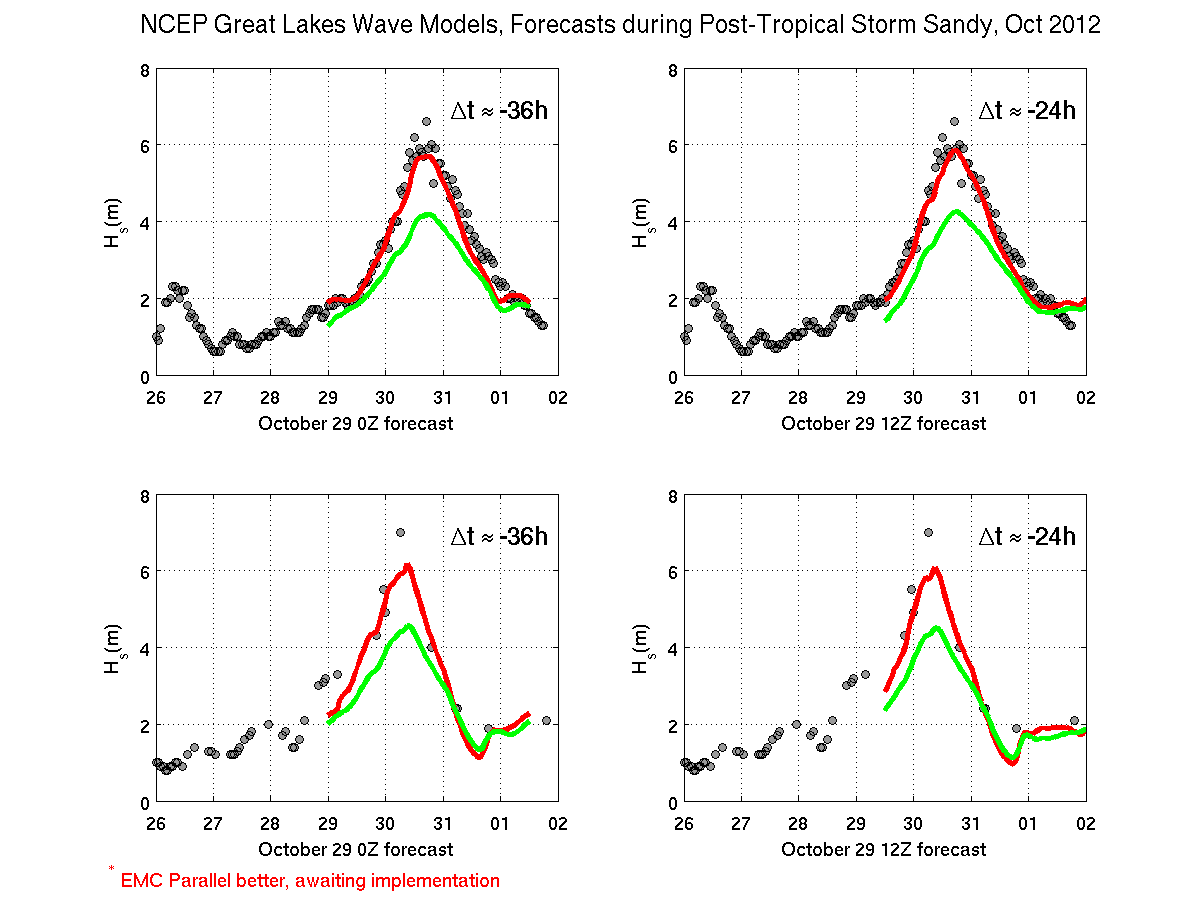 NCEP Great Lakes Wave Models, Forecasts during Post-Tropical Storm Sandy, Oct 2012
8
6
4
2
0
Hs(m)
Δt ≈ -36h
26 27 28 29 30 31 01 02
October 29 0Z forecast
8
6
4
2
0
Hs(m)
Δt ≈ -24h
26 27 28 29 30 31 01 02
October 29 12Z forecast
8
6
4
2
0
Hs(m)
Δt ≈ -36h
26 27 28 29 30 31 01 02
October 29 0Z forecast
8
6
4
2
0
Hs(m)
Δt ≈ -24h
26 27 28 29 30 31 01 02
October 29 12Z forecast
* EMC Parallel better, awaiting implementation